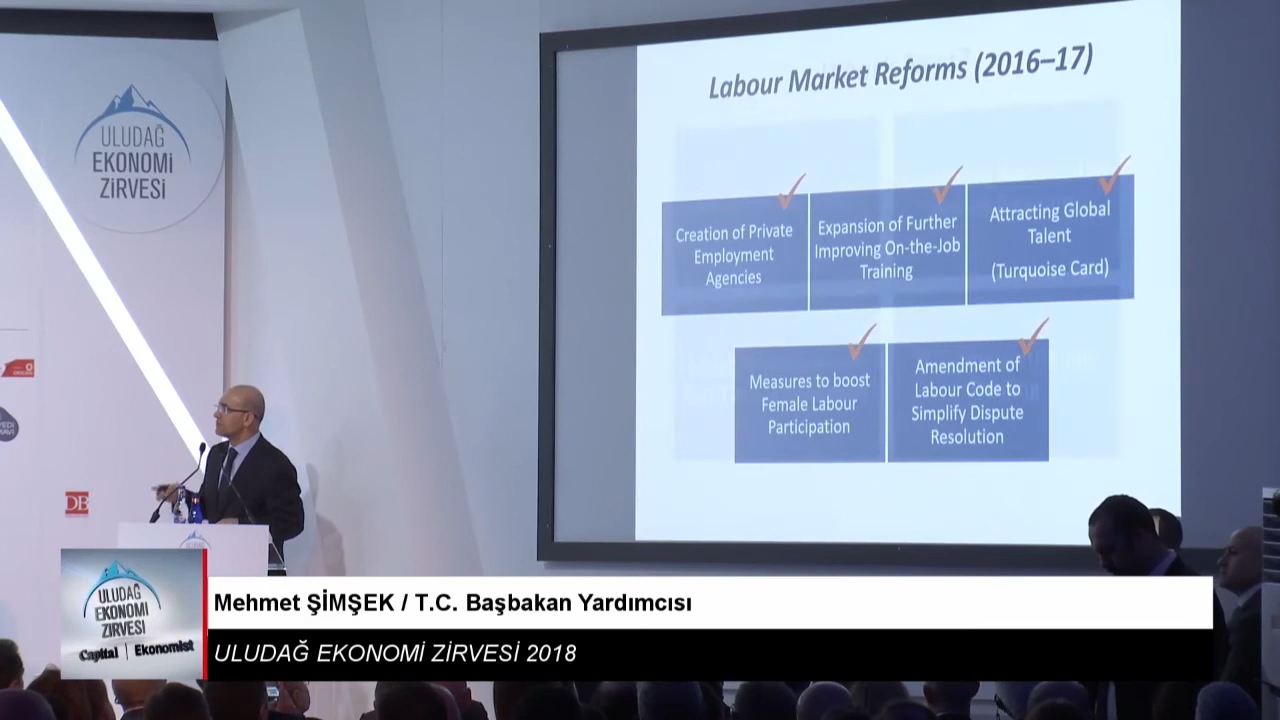 ULUDAĞ
EKONOMİ
ZİRVESİ
Labour Market Reforms (2016–17)
Creation of Private
Employment
Agencies
Expansion of Further
Improving On-the-Job
Training
Attracting Global
Talent
(Turquoise Card)
Measures to boost
Female Labour
Participation
Amendment of
Labour Code to
Simplify Dispute
Resolution
DB
ULUDAĞ
EKONOMİ
ZİRVESİ
Capital | Ekonomist
Mehmet ŞİMŞEK / T.C. Başbakan Yardımcısı
ULUDAĞ EKONOMİ ZİRVESİ 2018